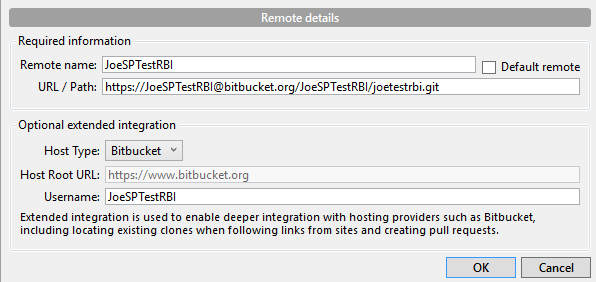 Remote details
Required information
Remote name: JoeSPTestRBI Default remote
URL / Path: https://JoeSPTestRBI@bitbucket.org/JoeSPTestRBI/joetestrbi.git
Optional extended integration
Host Type: Bitbucket
Host Root URL: https://www.bitbucket.org
Username: JoeSPTestRBI
Extended integration is used to enable deeper integration with hosting providers such as Bitbucket,
including locating existing clones when following links from sites and creating pull requests.
OK Cancel